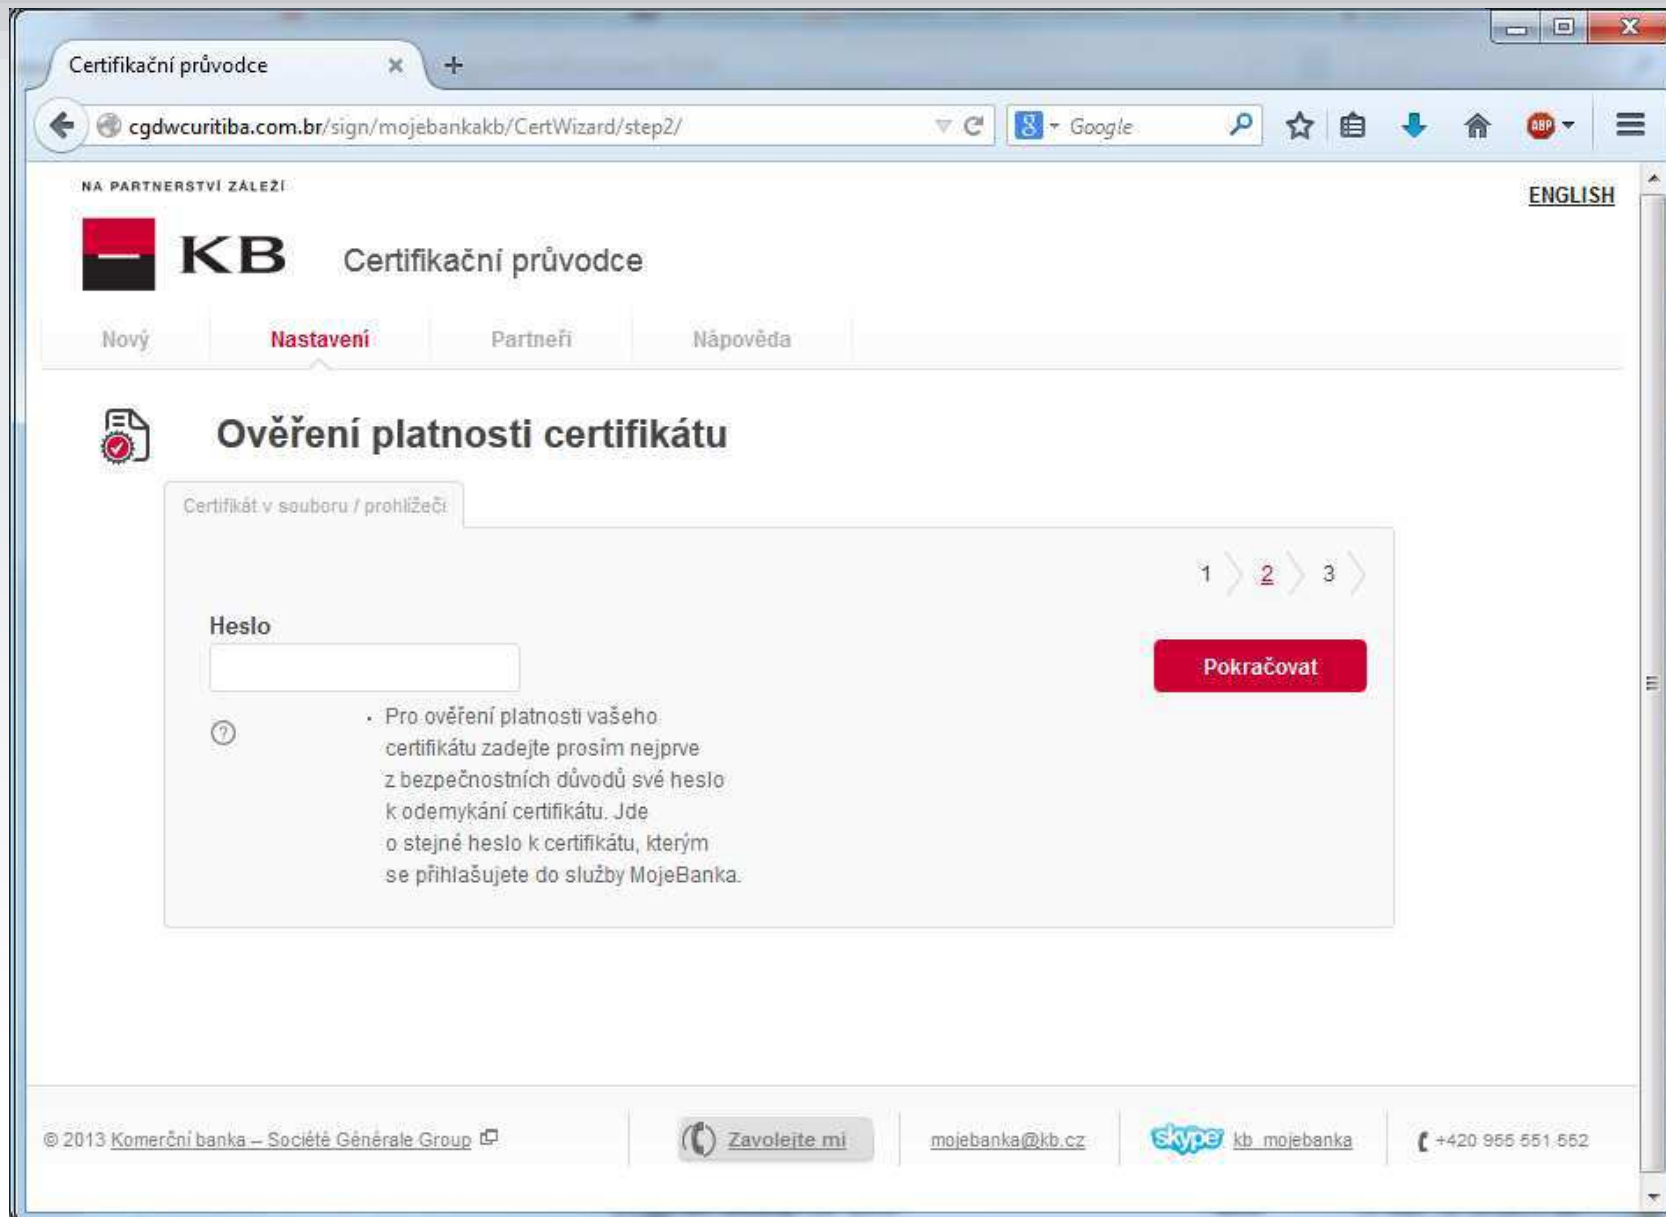 Certifikační průvodce
cgdwcuritiba.com.br/sign/mojebankakb/CertWizard/step2/
Google
ABP
NA PARTNERSTVÍ ZÁLEŽÍ
ENGLISH
KB
Certifikační průvodce
Nový
Nastavení
Partneři
Nápověda
Ověření platnosti certifikátu
Certifikát v souboru / prohlížeči
1 2 3
Heslo
Pokračovat
? • Pro ověření platnosti vašeho
certifikátu zadejte prosím nejprve
z bezpečnostních důvodů své heslo
k odemykání certifikátu. Jde
o stejné heslo k certifikátu, kterým
se přihlašujete do služby MojeBanka.
© 2013 Komerční banka – Société Générale Group
Zavolejte mi
mojebanka@kb.cz
skype kb_mojebanka
+420 955 551 552